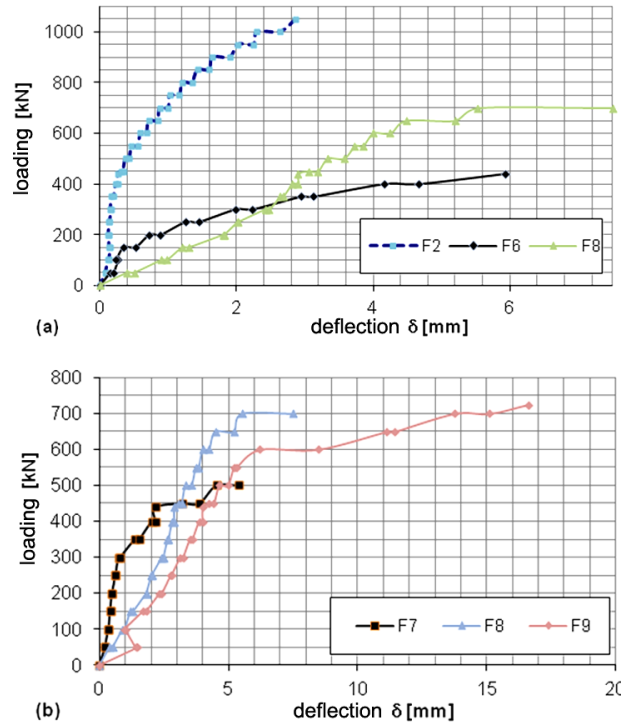 loading [kN]
1000
800
600
400
200
0
F2 F6 F8
0 2 4 6
(a) deflection δ [mm]
loading [kN]
800
700
600
500
400
300
200
100
0
F7 F8 F9
0 5 10 15 20
(b) deflection δ [mm]